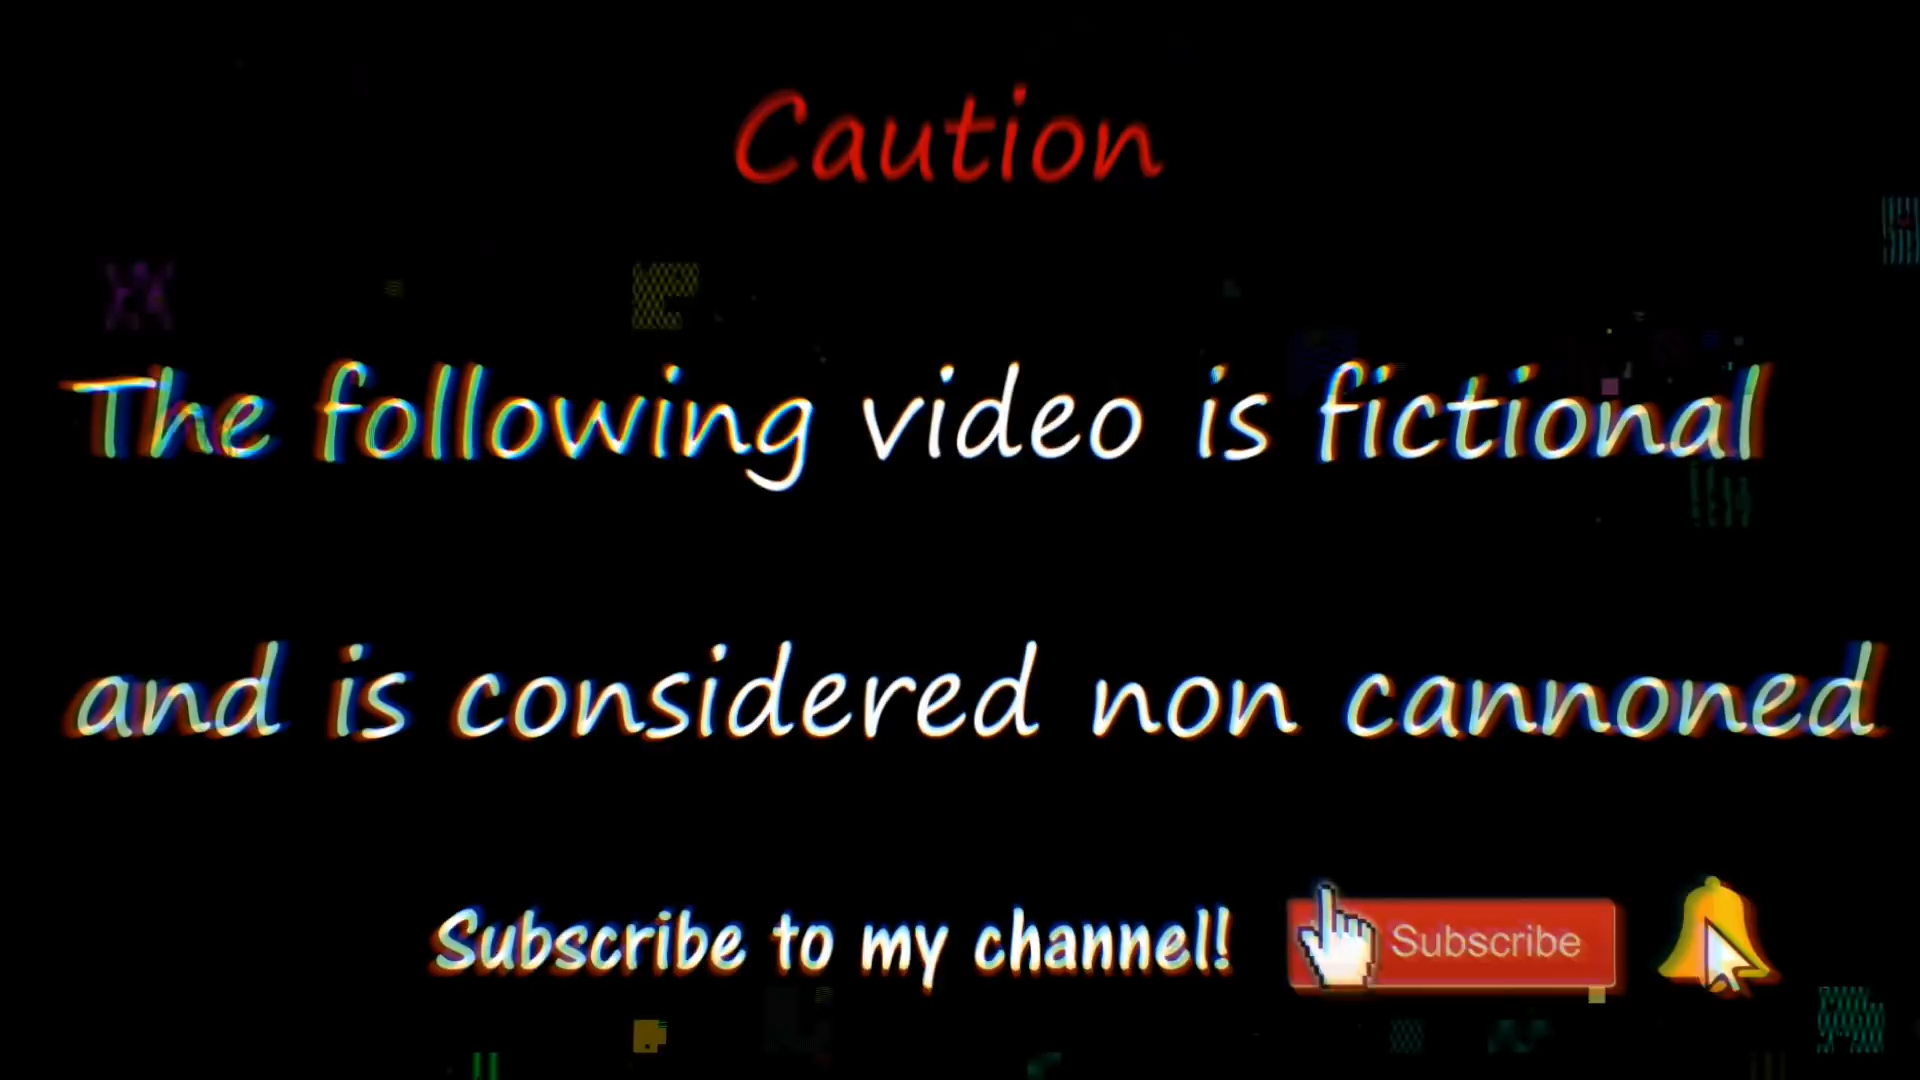 Caution
The following video is fictional
and is considered non cannoned
Subscribe to my channel! Subscribe